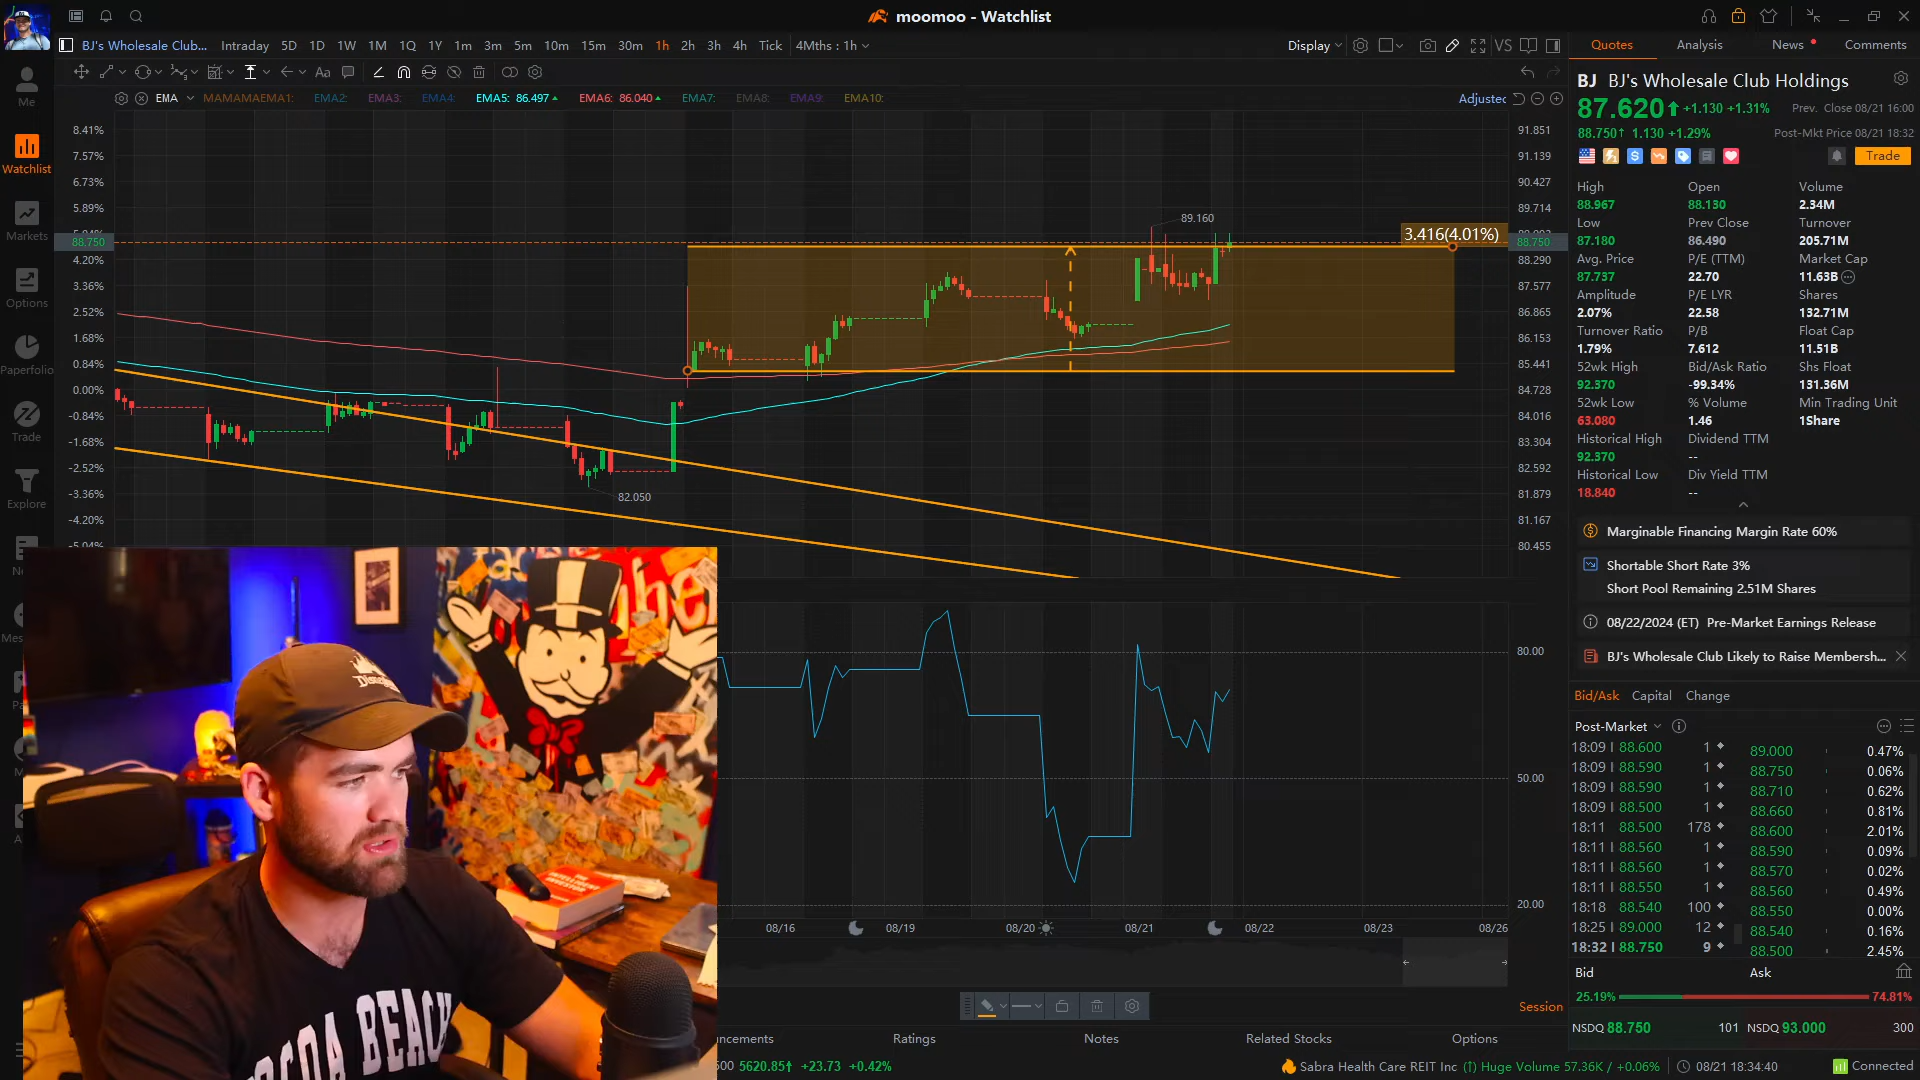 moomoo - Watchlist
BJ's Wholesale Club... Intraday 5D 1D 1W 1M 1Q 1Y 1m 3m 5m 10m 15m 30m 1h 2h 3h 4h Tick 4Mths : 1h Display VS
Quotes Analysis News Comments
Aa
EMA MAMAMAEMA1: EMA2: EMA3: EMA4: EMA5: 86.497 EMA6: 86.040 EMA7: EMA8: EMA9: EMA10: Adjusted
Me
Watchlist
Markets
Options
Paperfolio
Trade
Explore
8.41%
7.57%
6.73%
5.89%
88.750
4.20%
3.36%
2.52%
1.68%
0.84%
0.00%
-0.84%
-1.68%
-2.52%
-3.36%
-4.20%
-5.04%
89.160
3.416(4.01%)
82.050
91.851
91.139
90.427
89.714
88.750
88.290
87.577
86.865
86.153
85.441
84.728
84.016
83.304
82.592
81.879
81.167
80.455
80.00
50.00
20.00
08/16 08/19 08/20 08/21 08/22 08/23 08/26
Session
Ratings Notes Related Stocks Options
5620.85↑ +23.73 +0.42%
Sabra Health Care REIT Inc (↑) Huge Volume 57.36K / +0.06% 08/21 18:34:40 Connected
BJ BJ's Wholesale Club Holdings
87.620↑ +1.130 +1.31% Prev. Close 08/21 16:00
88.750↑ 1.130 +1.29% Post-Mkt Price 08/21 18:32
Trade
High Open Volume
88.967 88.130 2.34M
Low Prev Close Turnover
87.180 86.490 205.71M
Avg. Price P/E (TTM) Market Cap
87.737 22.70 11.63B
Amplitude P/E LYR Shares
2.07% 22.58 132.71M
Turnover Ratio P/B Float Cap
1.79% 7.612 11.51B
52wk High Bid/Ask Ratio Shs Float
92.370 -99.34% 131.36M
52wk Low % Volume Min Trading Unit
63.080 1.46 1Share
Historical High Dividend TTM
92.370 --
Historical Low Div Yield TTM
18.840 --
Marginable Financing Margin Rate 60%
Shortable Short Rate 3%
Short Pool Remaining 2.51M Shares
08/22/2024 (ET) Pre-Market Earnings Release
BJ's Wholesale Club Likely to Raise Membersh...
Bid/Ask Capital Change
Post-Market
18:09 88.600 1
18:09 88.590 1
18:09 88.590 1
18:09 88.500 1
18:11 88.500 178
18:11 88.560 1
18:11 88.560 1
18:11 88.550 1
18:18 88.540 100
18:25 89.000 12
18:32 88.750 9
89.000 0.47%
88.750 0.06%
88.710 0.62%
88.660 0.81%
88.600 2.01%
88.590 0.09%
88.570 0.02%
88.560 0.49%
88.550 0.00%
88.540 0.16%
88.500 2.45%
Bid Ask
25.19% 74.81%
NSDQ 88.750 101 NSDQ 93.000 300
THE INTELLIGENT INVESTOR